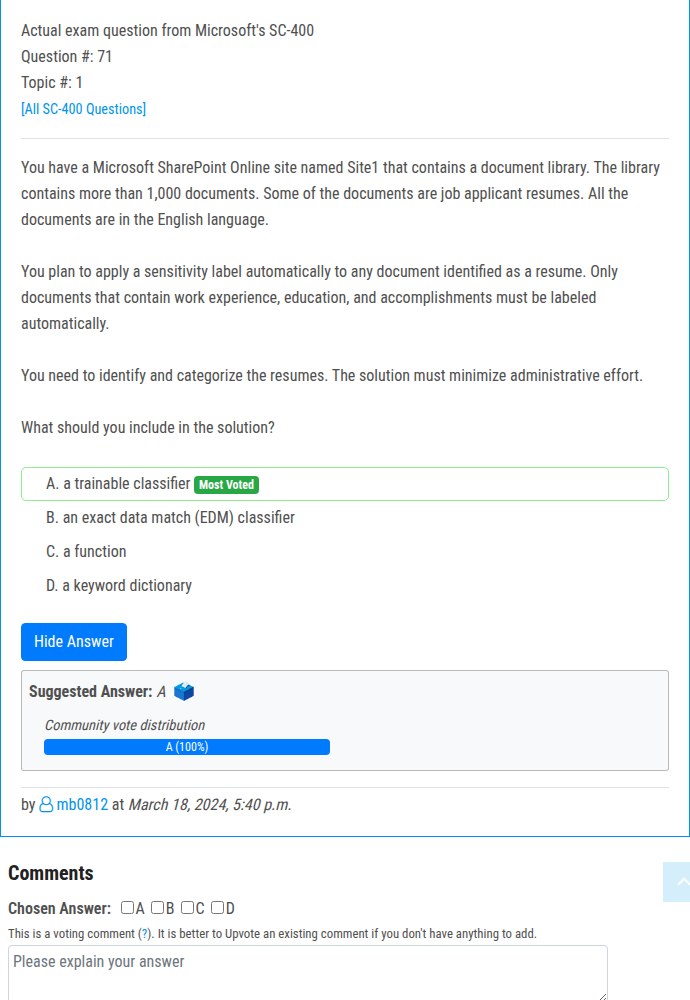 Actual exam question from Microsoft's SC-400
Question #: 71
Topic #: 1
[All SC-400 Questions]
You have a Microsoft SharePoint Online site named Site1 that contains a document library. The library
contains more than 1,000 documents. Some of the documents are job applicant resumes. All the
documents are in the English language.
You plan to apply a sensitivity label automatically to any document identified as a resume. Only
documents that contain work experience, education, and accomplishments must be labeled
automatically.
You need to identify and categorize the resumes. The solution must minimize administrative effort.
What should you include in the solution?
A. a trainable classifier Most Voted
B. an exact data match (EDM) classifier
C. a function
D. a keyword dictionary
Hide Answer
Suggested Answer: A
Community vote distribution
A (100%)
by mb0812 at March 18, 2024, 5:40 p.m.
Comments
Chosen Answer: A B C D
This is a voting comment (?). It is better to Upvote an existing comment if you don't have anything to add.
Please explain your answer